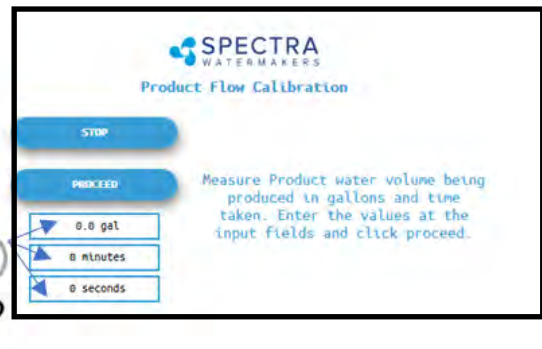 SPECTRA
WATERMAKERS
Product Flow Calibration
STOP
PROCEED
Measure Product water volume being
produced in gallons and time
taken. Enter the values at the
input fields and click proceed.
0.0 gal
0 minutes
0 seconds